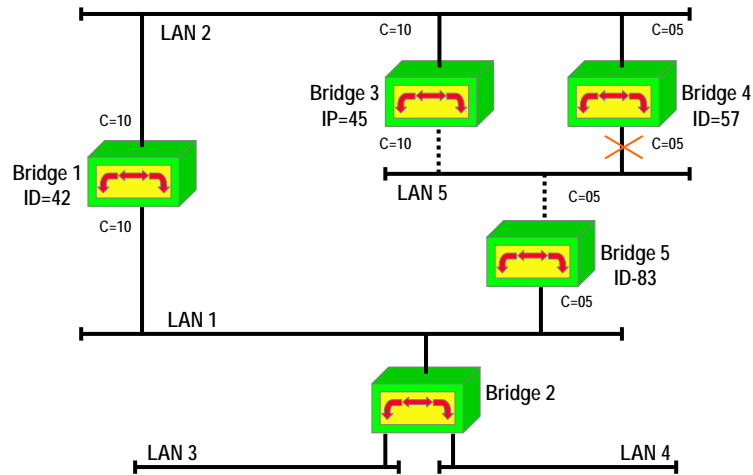 LAN 2
C=10
C=05
Bridge 3
IP=45
Bridge 4
ID=57
C=10
C=10
C=05
Bridge 1
ID=42
LAN 5
C=05
C=10
Bridge 5
ID-83
C=05
LAN 1
Bridge 2
LAN 3
LAN 4